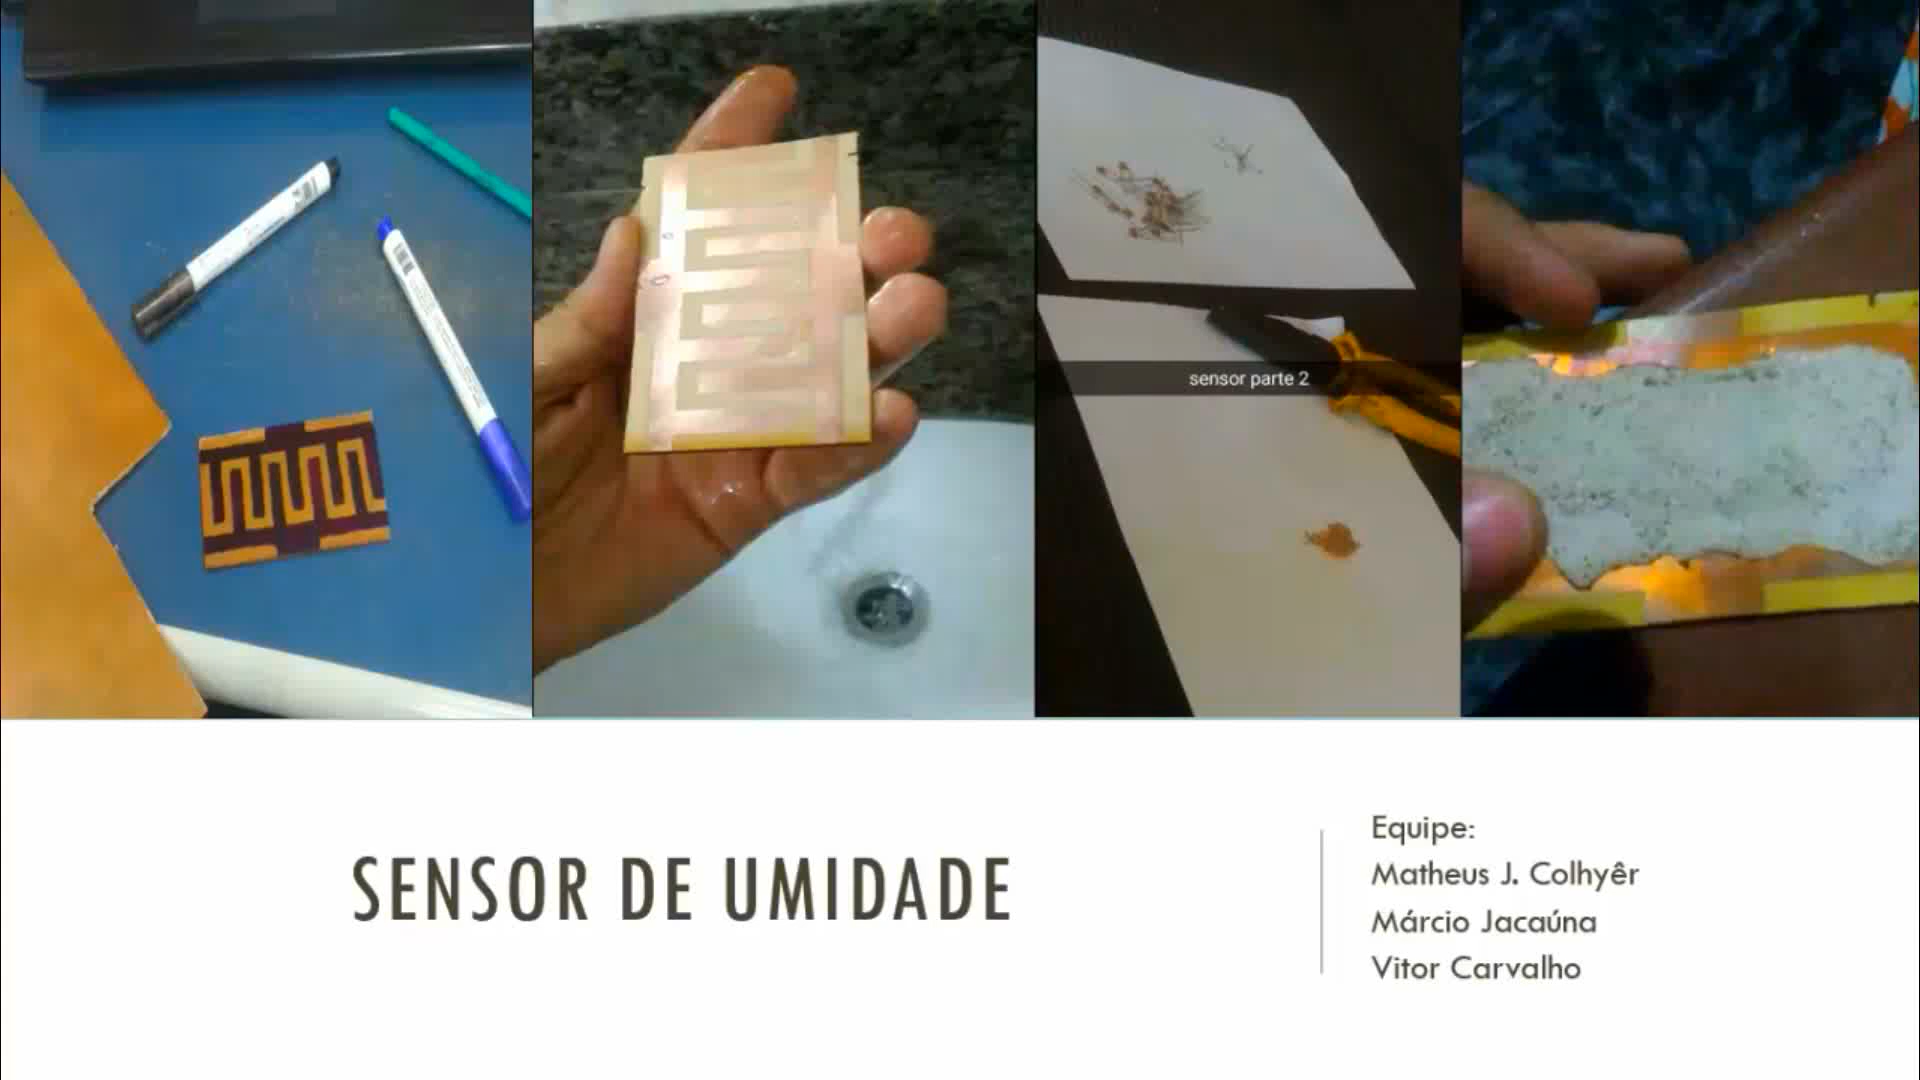 sensor parte 2
SENSOR DE UMIDADE
Equipe:
Matheus J. Colhyêr
Márcio Jacaúna
Vitor Carvalho